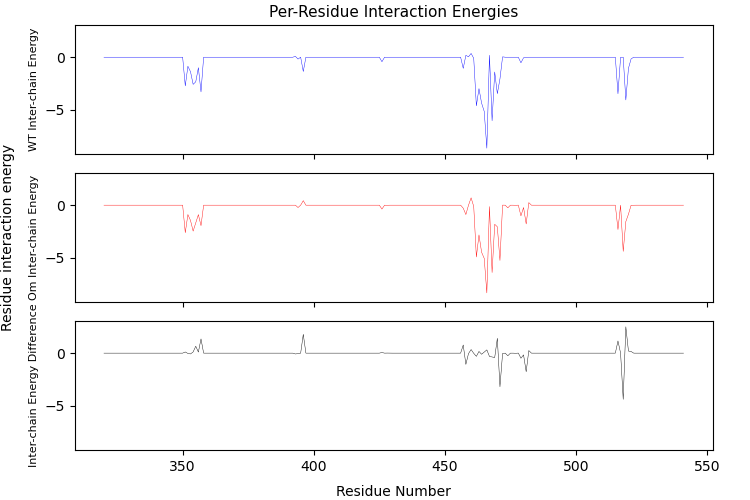 Per-Residue Interaction Energies
Residue interaction energy
WT Inter-chain Energy
0
−5
Om Inter-chain Energy
0
−5
Inter-chain Energy Difference
0
−5
350
400
450
500
550
Residue Number